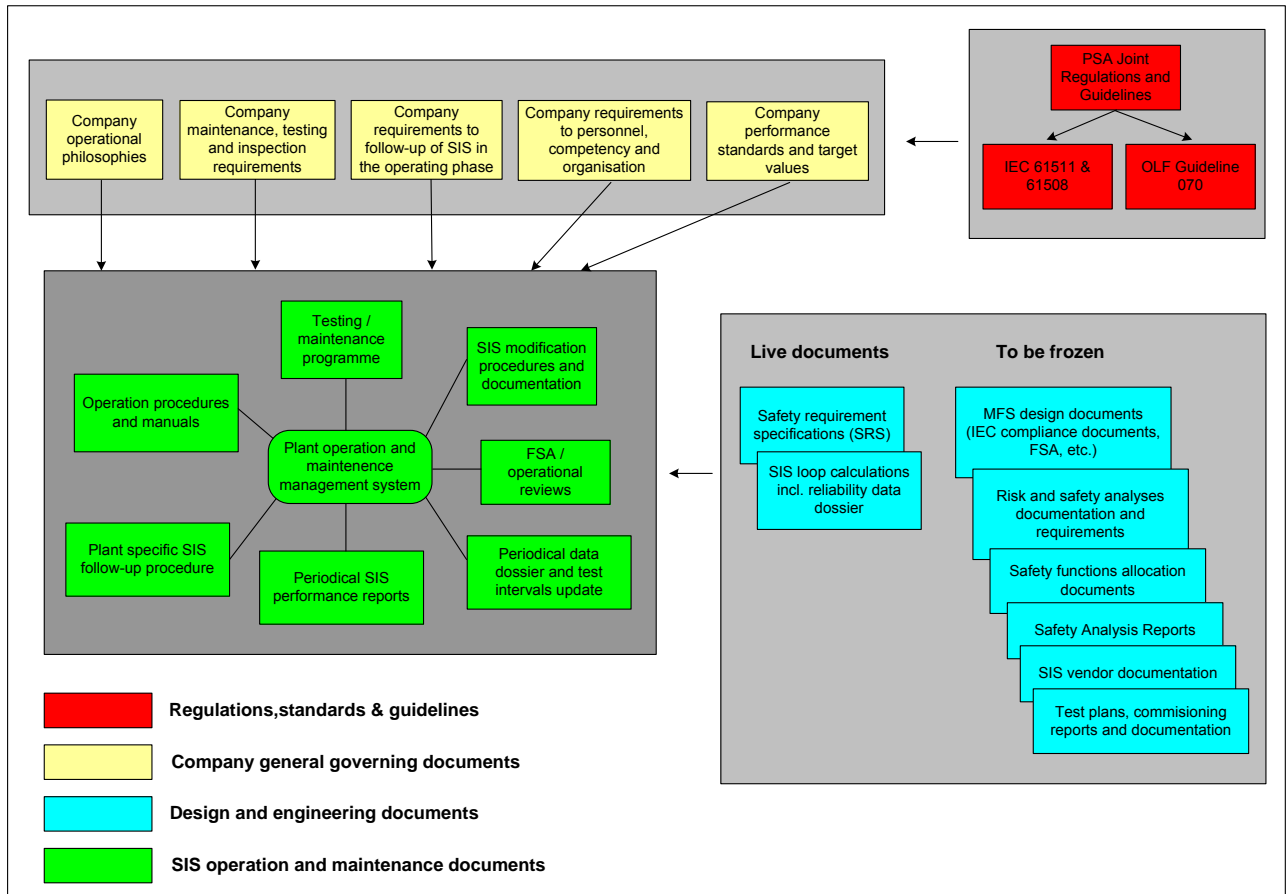 PSA Joint
Regulations and
Guidelines
IEC 61511 &
61508
OLF Guideline
070
Company
operational
philosophies
Company
maintenance, testing
and inspection
requirements
Company
requirements to
follow-up of SIS in
the operating phase
Company requirements
to personnel,
competency and
organisation
Company
performance
standards and target
values
Testing /
maintenance
programme
SIS modification
procedures and
documentation
Operation procedures
and manuals
Plant operation and
maintenence
management system
FSA /
operational
reviews
Plant specific SIS
follow-up procedure
Periodical SIS
performance reports
Periodical data
dossier and test
intervals update
Live documents
Safety requirement
specifications (SRS)
SIS loop calculations
incl. reliability data
dossier
To be frozen
MFS design documents
(IEC compliance documents,
FSA, etc.)
Risk and safety analyses
documentation and
requirements
Safety functions allocation
documents
Safety Analysis Reports
SIS vendor documentation
Test plans, commisioning
reports and documentation
Regulations,standards & guidelines
Company general governing documents
Design and engineering documents
SIS operation and maintenance documents